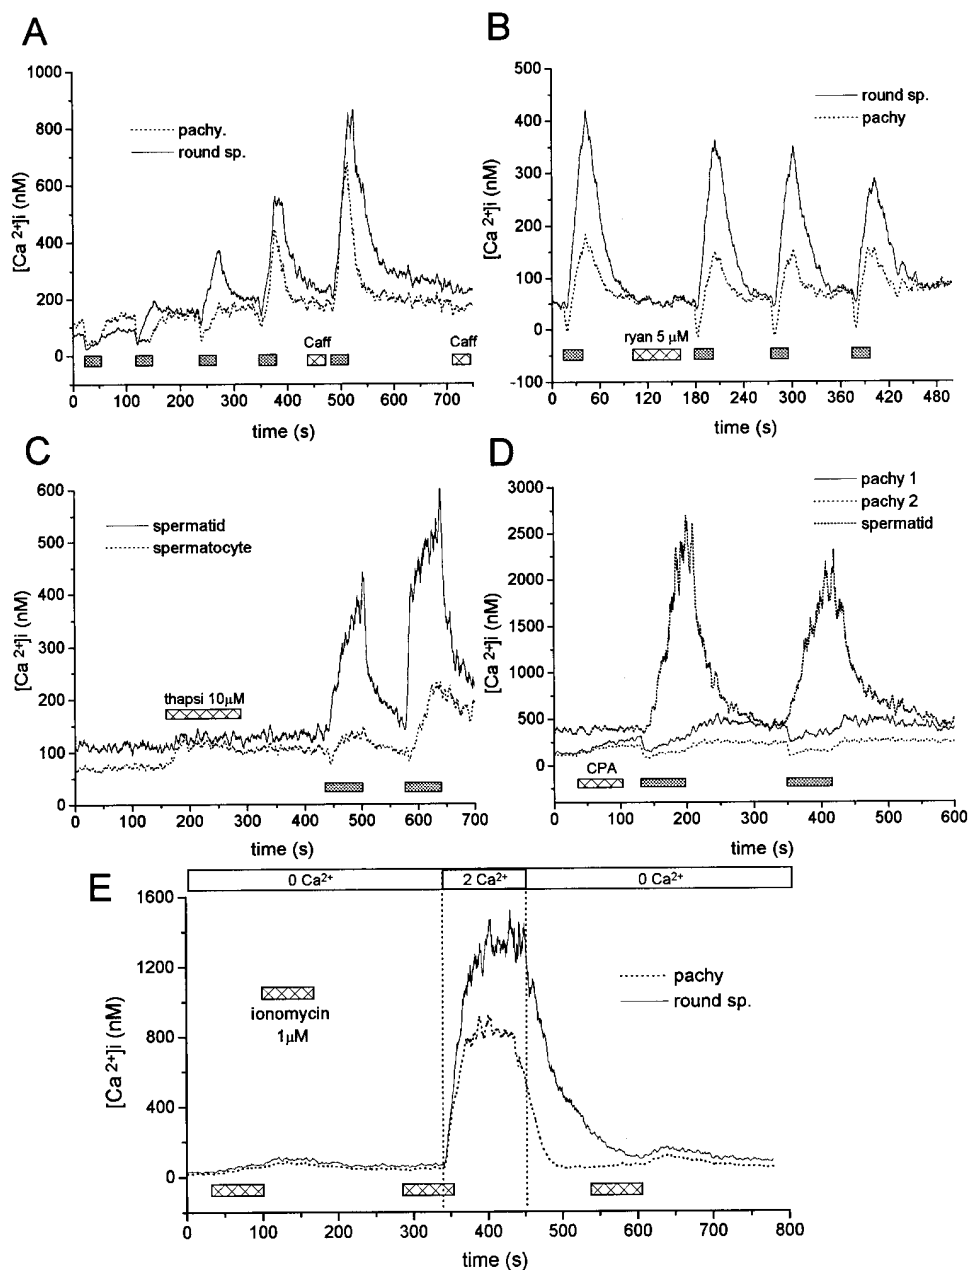 A
B
1000
800
600
400
200
0
[Ca 2+]i (nM)
pachy.
round sp.
Caff
Caff
0 100 200 300 400 500 600 700
time (s)
500
400
300
200
100
0
-100
[Ca 2+]i (nM)
round sp.
pachy
ryan 5 μM
0 60 120 180 240 300 360 420 480
time (s)
C
D
600
500
400
300
200
100
0
[Ca 2+]i (nM)
spermatid
spermatocyte
thapsi 10μM
0 100 200 300 400 500 600 700
time (s)
pachy 1
pachy 2
spermatid
3000
2500
2000
1500
1000
500
0
[Ca 2+]i (nM)
CPA
0 100 200 300 400 500 600
time (s)
E
0 Ca2+ 2 Ca2+ 0 Ca2+
1600
1200
800
400
0
[Ca 2+]i (nM)
ionomycin
1μM
pachy
round sp.
0 100 200 300 400 500 600 700 800
time (s)